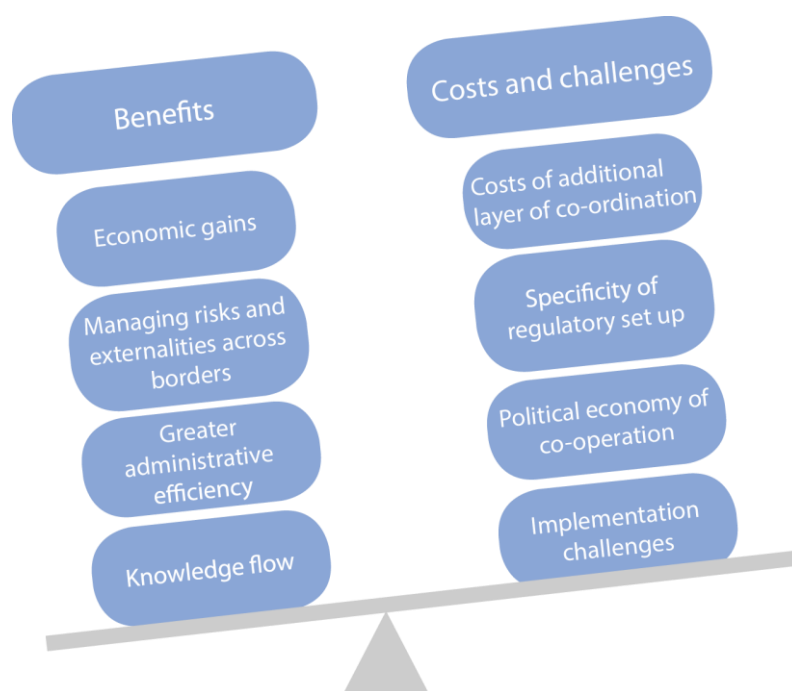 Benefits
Economic gains
Managing risks and
externalities across
borders
Greater
administrative
efficiency
Knowledge flow
Costs and challenges
Costs of additional
layer of co-ordination
Specificity of
regulatory set up
Political economy of
co-operation
Implementation
challenges